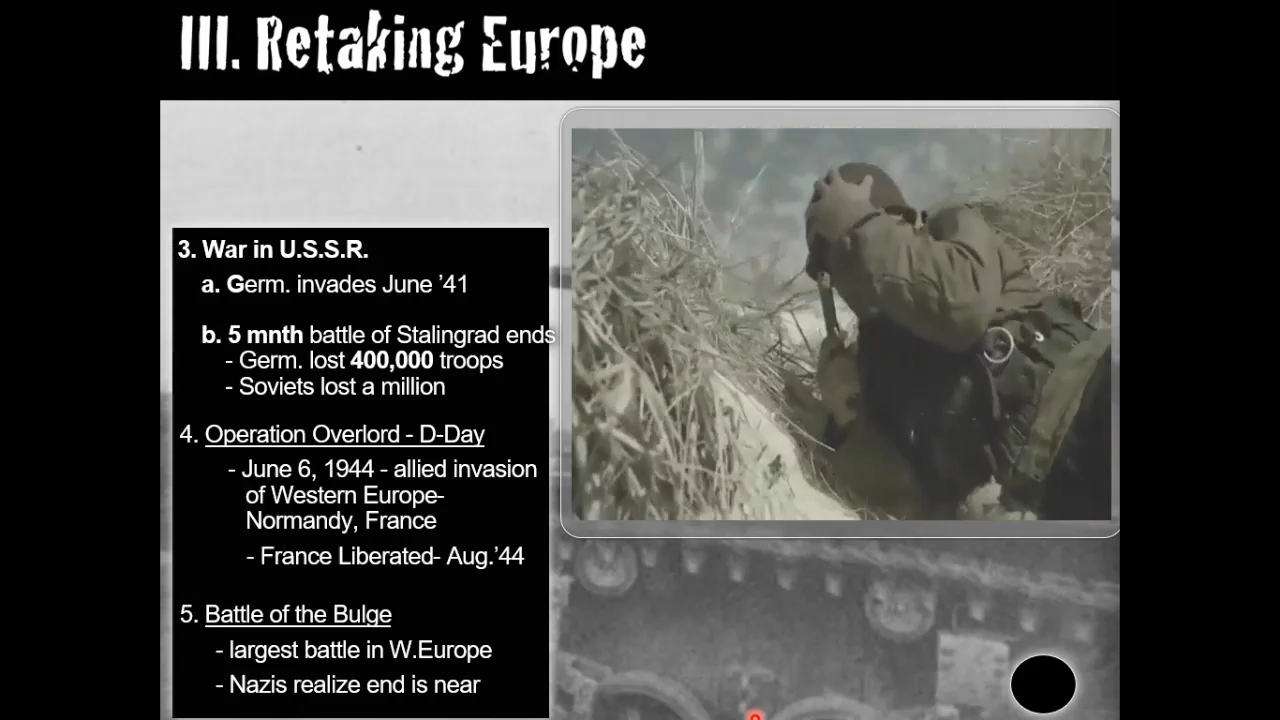 III. Retaking Europe
3. War in U.S.S.R.
a. Germ. invades June ’41
b. 5 mnth battle of Stalingrad ends
- Germ. lost 400,000 troops
- Soviets lost a million
4. Operation Overlord - D-Day
- June 6, 1944 - allied invasion
of Western Europe-
Normandy, France
- France Liberated- Aug.’44
5. Battle of the Bulge
- largest battle in W.Europe
- Nazis realize end is near